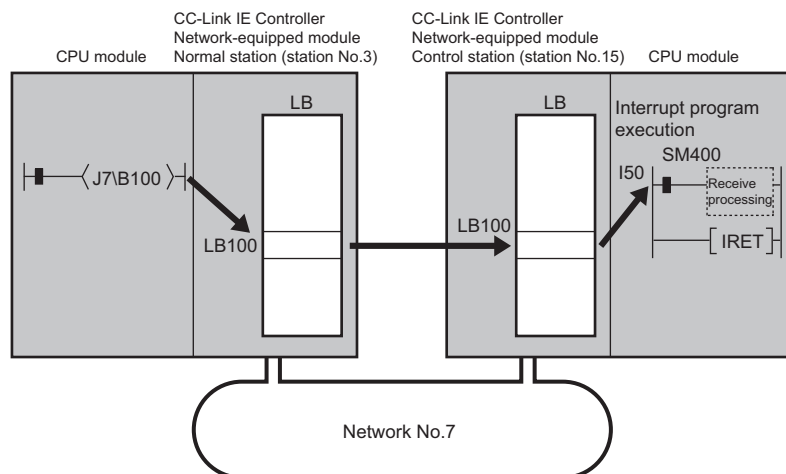 CC-Link IE Controller
Network-equipped module
Normal station (station No.3)
CC-Link IE Controller
Network-equipped module
Control station (station No.15)
CPU module
CPU module
LB
LB
Interrupt program
execution
SM400
I50
Receive
processing
J7\B100
LB100
LB100
IRET
Network No.7